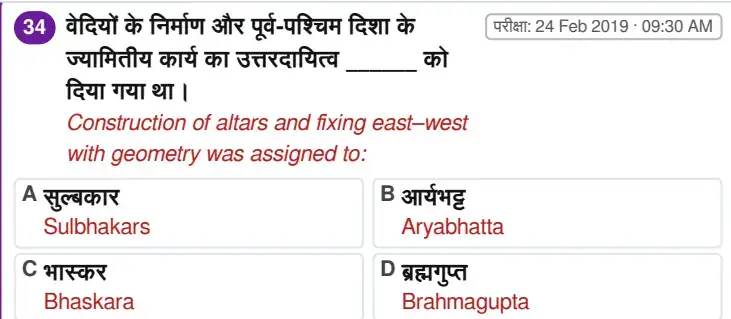 34 वेदियों के निर्माण और पूर्व-पश्चिम दिशा के
परीक्षा: 24 Feb 2019 · 09:30 AM
ज्यामितीय कार्य का उत्तरदायित्व ______ को
दिया गया था।
Construction of altars and fixing east–west
with geometry was assigned to:
A सुल्बकार
Sulbhakars
B आर्यभट्ट
Aryabhatta
C भास्कर
Bhaskara
D ब्रह्मगुप्त
Brahmagupta